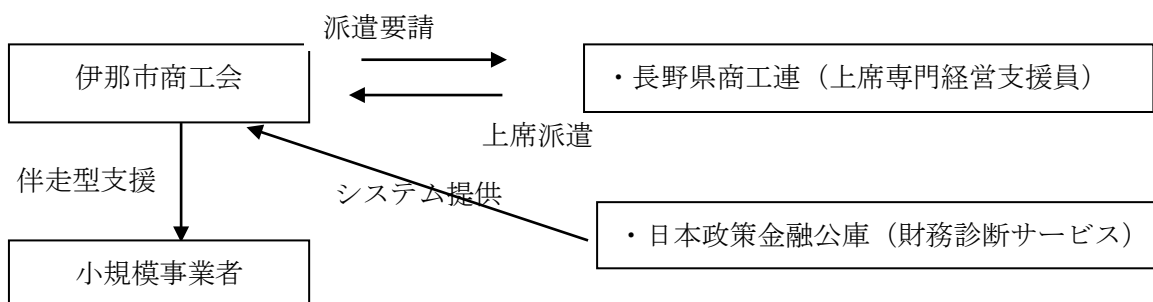 派遣要請
伊那市商工会
・長野県商工連（上席専門経営支援員）
上席派遣
伴走型支援
システム提供
・日本政策金融公庫（財務診断サービス）
小規模事業者